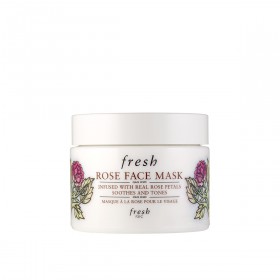 fresh
ROSE FACE MASK
INFUSED WITH REAL ROSE PETALS
SOOTHES AND TONES
MASQUE À LA ROSE POUR LE VISAGE
fresh